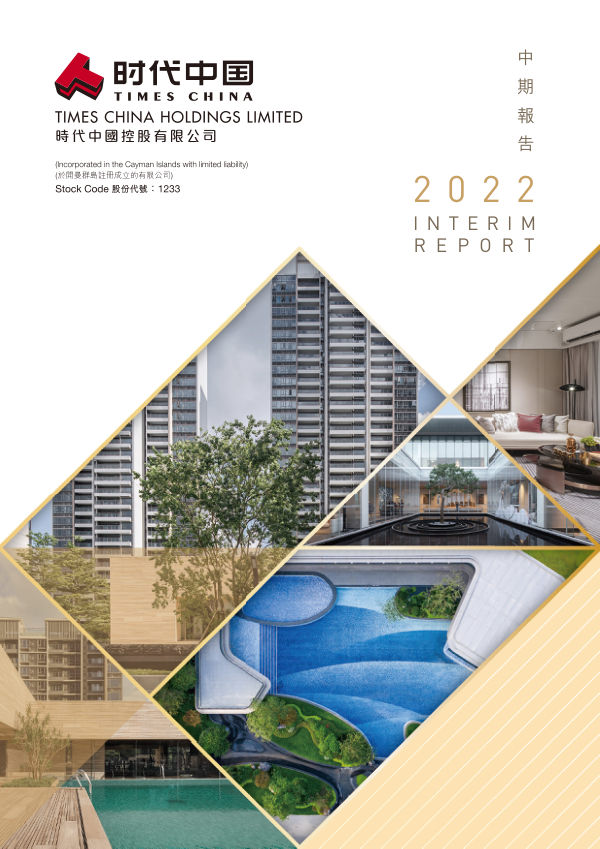 时代中国
TIMES CHINA
TIMES CHINA HOLDINGS LIMITED
時代中國控股有限公司
(Incorporated in the Cayman Islands with limited liability)
(於開曼群島註冊成立的有限公司)
Stock Code 股份代號：1233
中期報告
2022
INTERIM
REPORT